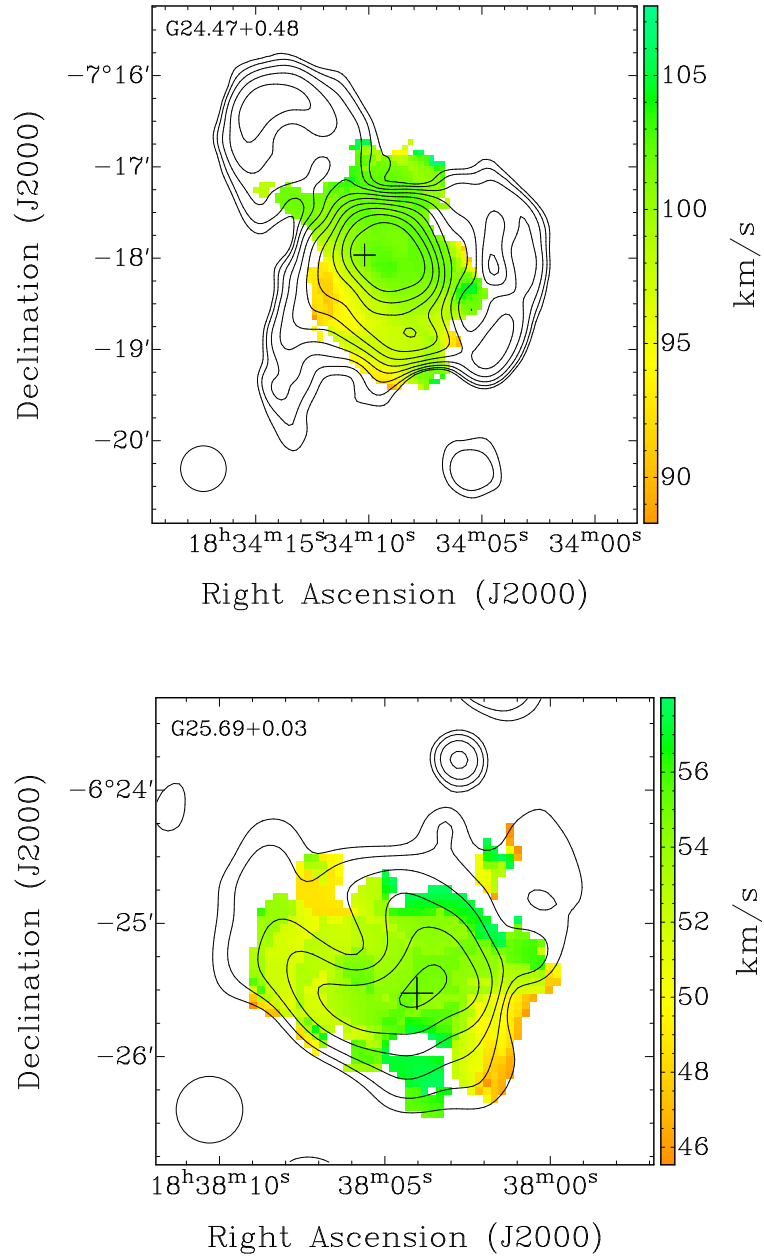 G24.47+0.48
−7°16′
−17′
−18′
−19′
−20′
Declination (J2000)
105
100
95
90
km/s
18ʰ34ᵐ15ˢ 34ᵐ10ˢ 34ᵐ05ˢ 34ᵐ00ˢ
Right Ascension (J2000)
G25.69+0.03
−6°24′
−25′
−26′
Declination (J2000)
56
54
52
50
48
46
km/s
18ʰ38ᵐ10ˢ 38ᵐ05ˢ 38ᵐ00ˢ
Right Ascension (J2000)